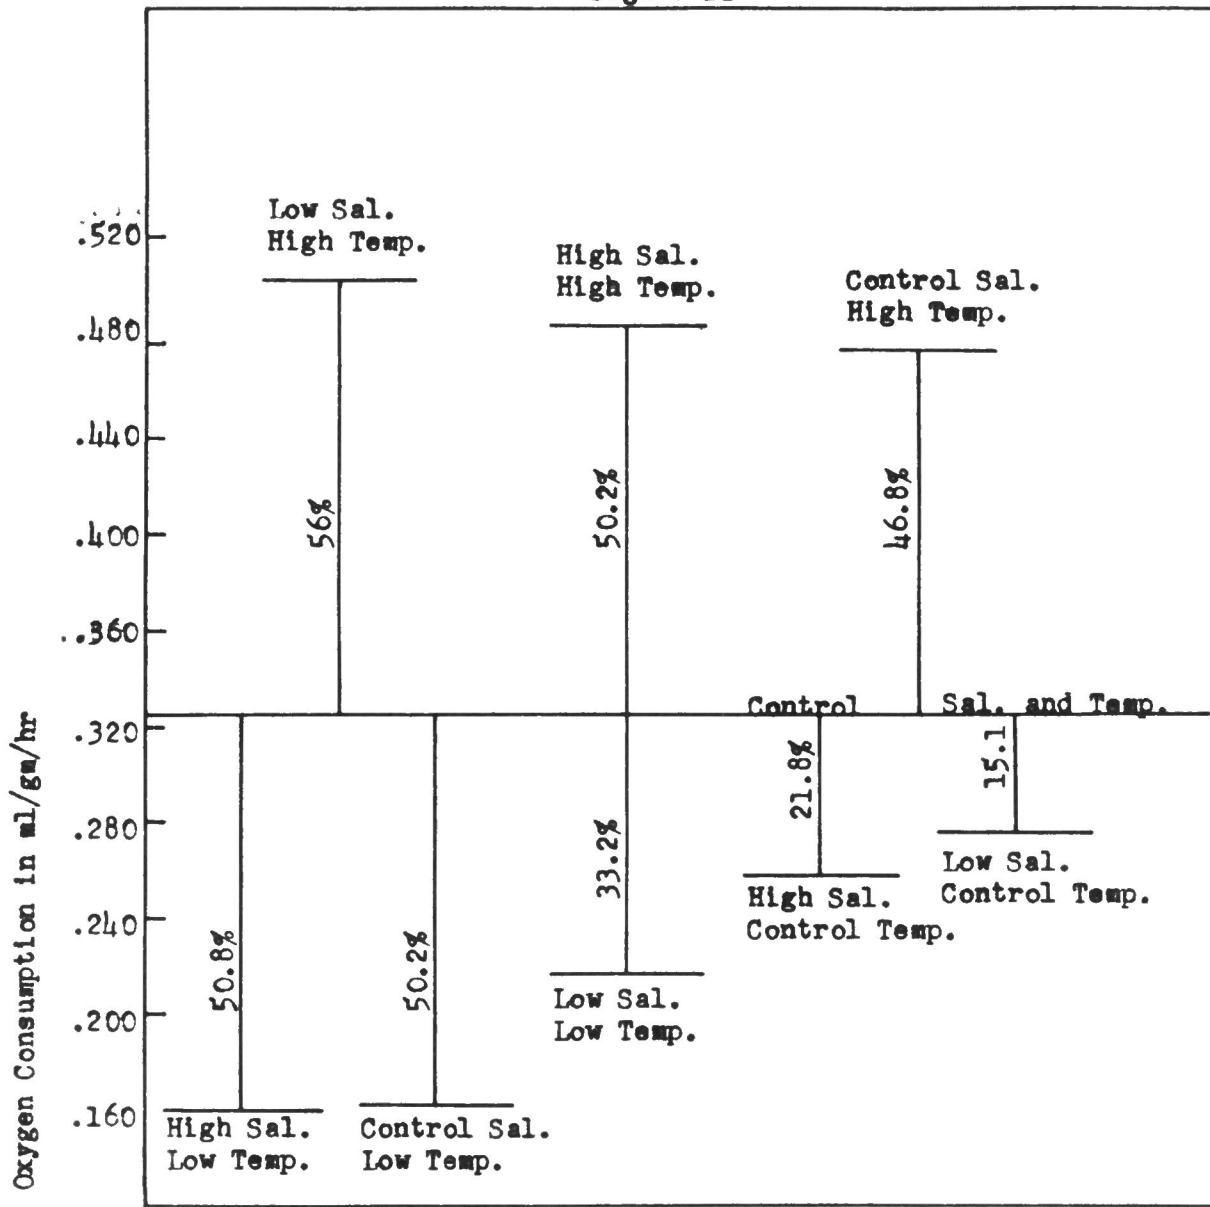 Low Sal.
High Temp.
High Sal.
High Temp.
Control Sal.
High Temp.
.520
.480
.440
.400
.360
.320
.280
.240
.200
.160
Oxygen Consumption in ml/gm/hr
56%
50.2%
46.8%
Control Sal. and Temp.
50.8%
50.2%
33.2%
21.8%
15.1
High Sal.
Low Temp.
Control Sal.
Low Temp.
Low Sal.
Low Temp.
High Sal.
Control Temp.
Low Sal.
Control Temp.